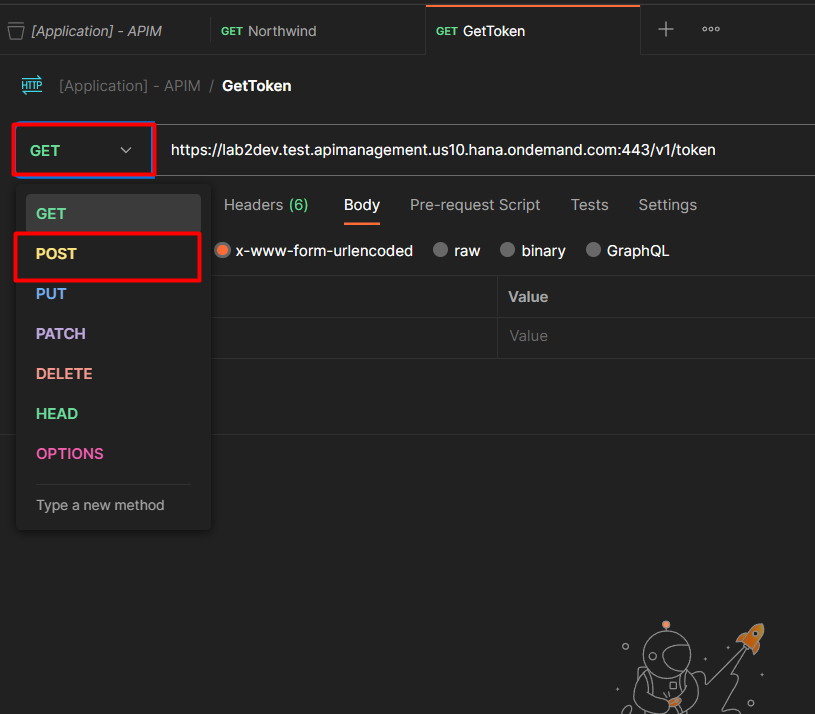 [Application] - APIM GET Northwind GET GetToken
HTTP [Application] - APIM / GetToken
GET https://lab2dev.test.apimanagement.us10.hana.ondemand.com:443/v1/token
Headers (6) Body Pre-request Script Tests Settings
GET
x-www-form-urlencoded raw binary GraphQL
POST
PUT
Value
PATCH
Value
DELETE
HEAD
OPTIONS
Type a new method